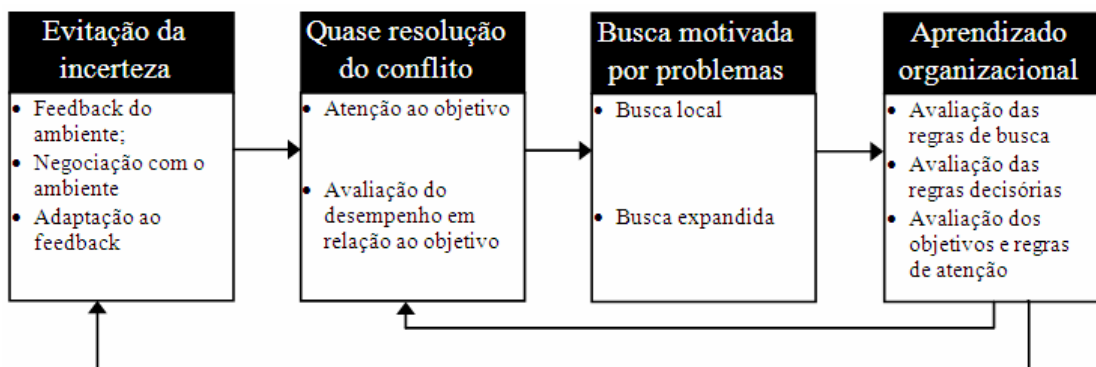 Evitação da
incerteza
• Feedback do
ambiente;
• Negociação com o
ambiente
• Adaptação ao
feedback
Quase resolução
do conflito
• Atenção ao objetivo
• Avaliação do
desempenho em
relação ao objetivo
Busca motivada
por problemas
• Busca local
• Busca expandida
Aprendizado
organizacional
• Avaliação das
regras de busca
• Avaliação das
regras decisórias
• Avaliação dos
objetivos e regras
de atenção